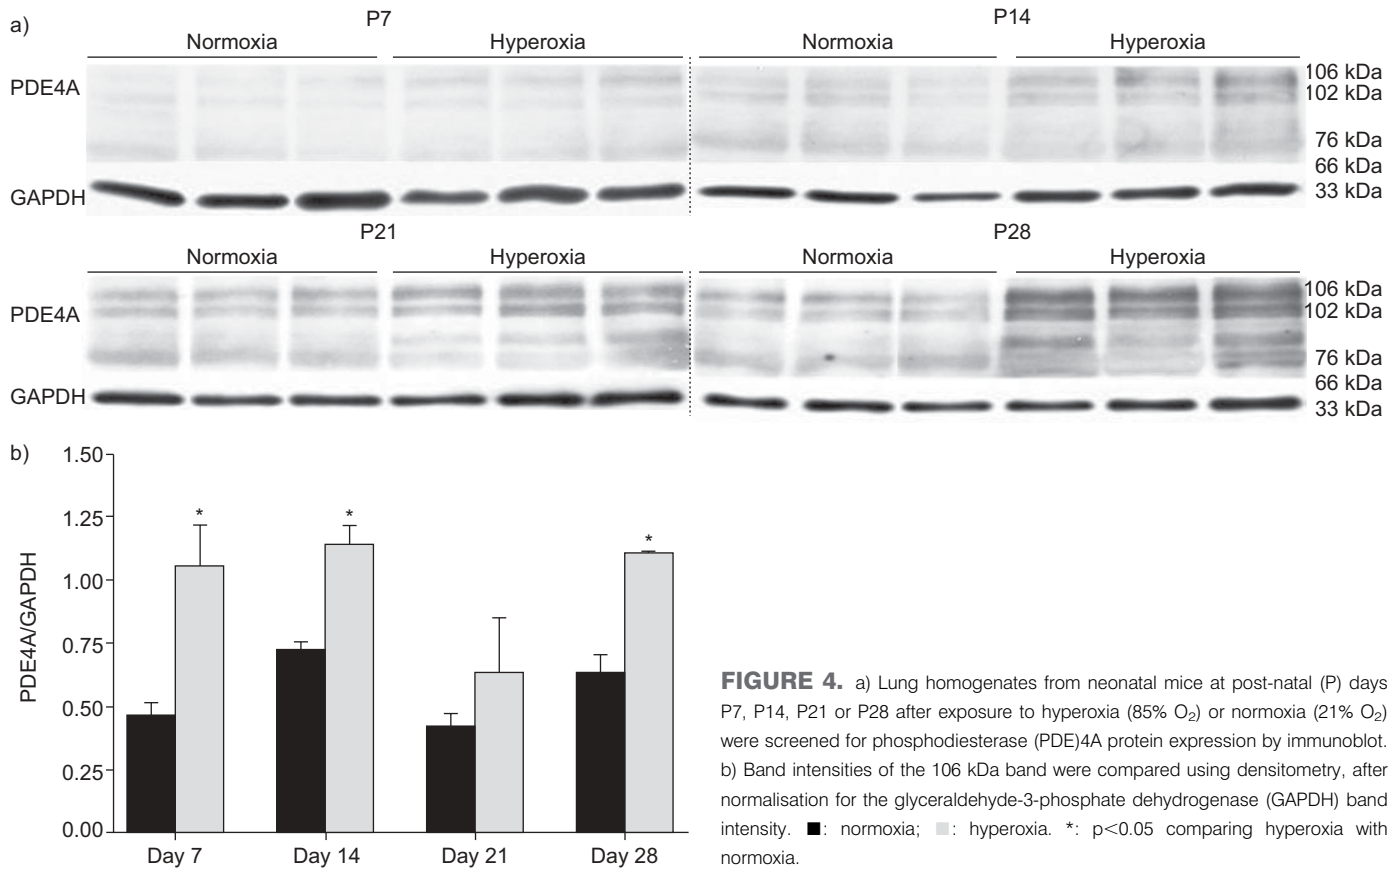 a)
P7
P14
Normoxia
Hyperoxia
Normoxia
Hyperoxia
PDE4A
106 kDa
102 kDa
76 kDa
66 kDa
GAPDH
33 kDa
P21
P28
Normoxia
Hyperoxia
Normoxia
Hyperoxia
PDE4A
106 kDa
102 kDa
76 kDa
66 kDa
GAPDH
33 kDa
b)
1.50
1.25
1.00
0.75
0.50
0.25
0.00
PDE4A/GAPDH
*
*
*
Day 7
Day 14
Day 21
Day 28
FIGURE 4. a) Lung homogenates from neonatal mice at post-natal (P) days
P7, P14, P21 or P28 after exposure to hyperoxia (85% O₂) or normoxia (21% O₂)
were screened for phosphodiesterase (PDE)4A protein expression by immunoblot.
b) Band intensities of the 106 kDa band were compared using densitometry, after
normalisation for the glyceraldehyde-3-phosphate dehydrogenase (GAPDH) band
intensity. ■: normoxia; ■: hyperoxia. *: p<0.05 comparing hyperoxia with
normoxia.